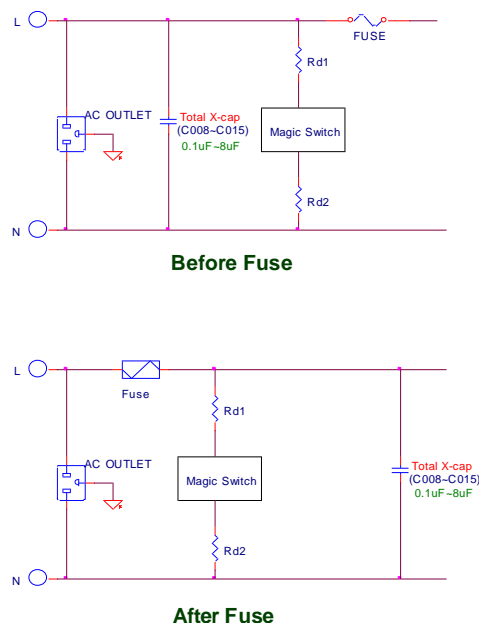 L
FUSE
Rd1
AC OUTLET
Total X-cap
(C008~C015)
0.1uF~8uF
Magic Switch
Rd2
N
Before Fuse
L
Fuse
Rd1
AC OUTLET
Magic Switch
Total X-cap
(C008~C015)
0.1uF~8uF
Rd2
N
After Fuse